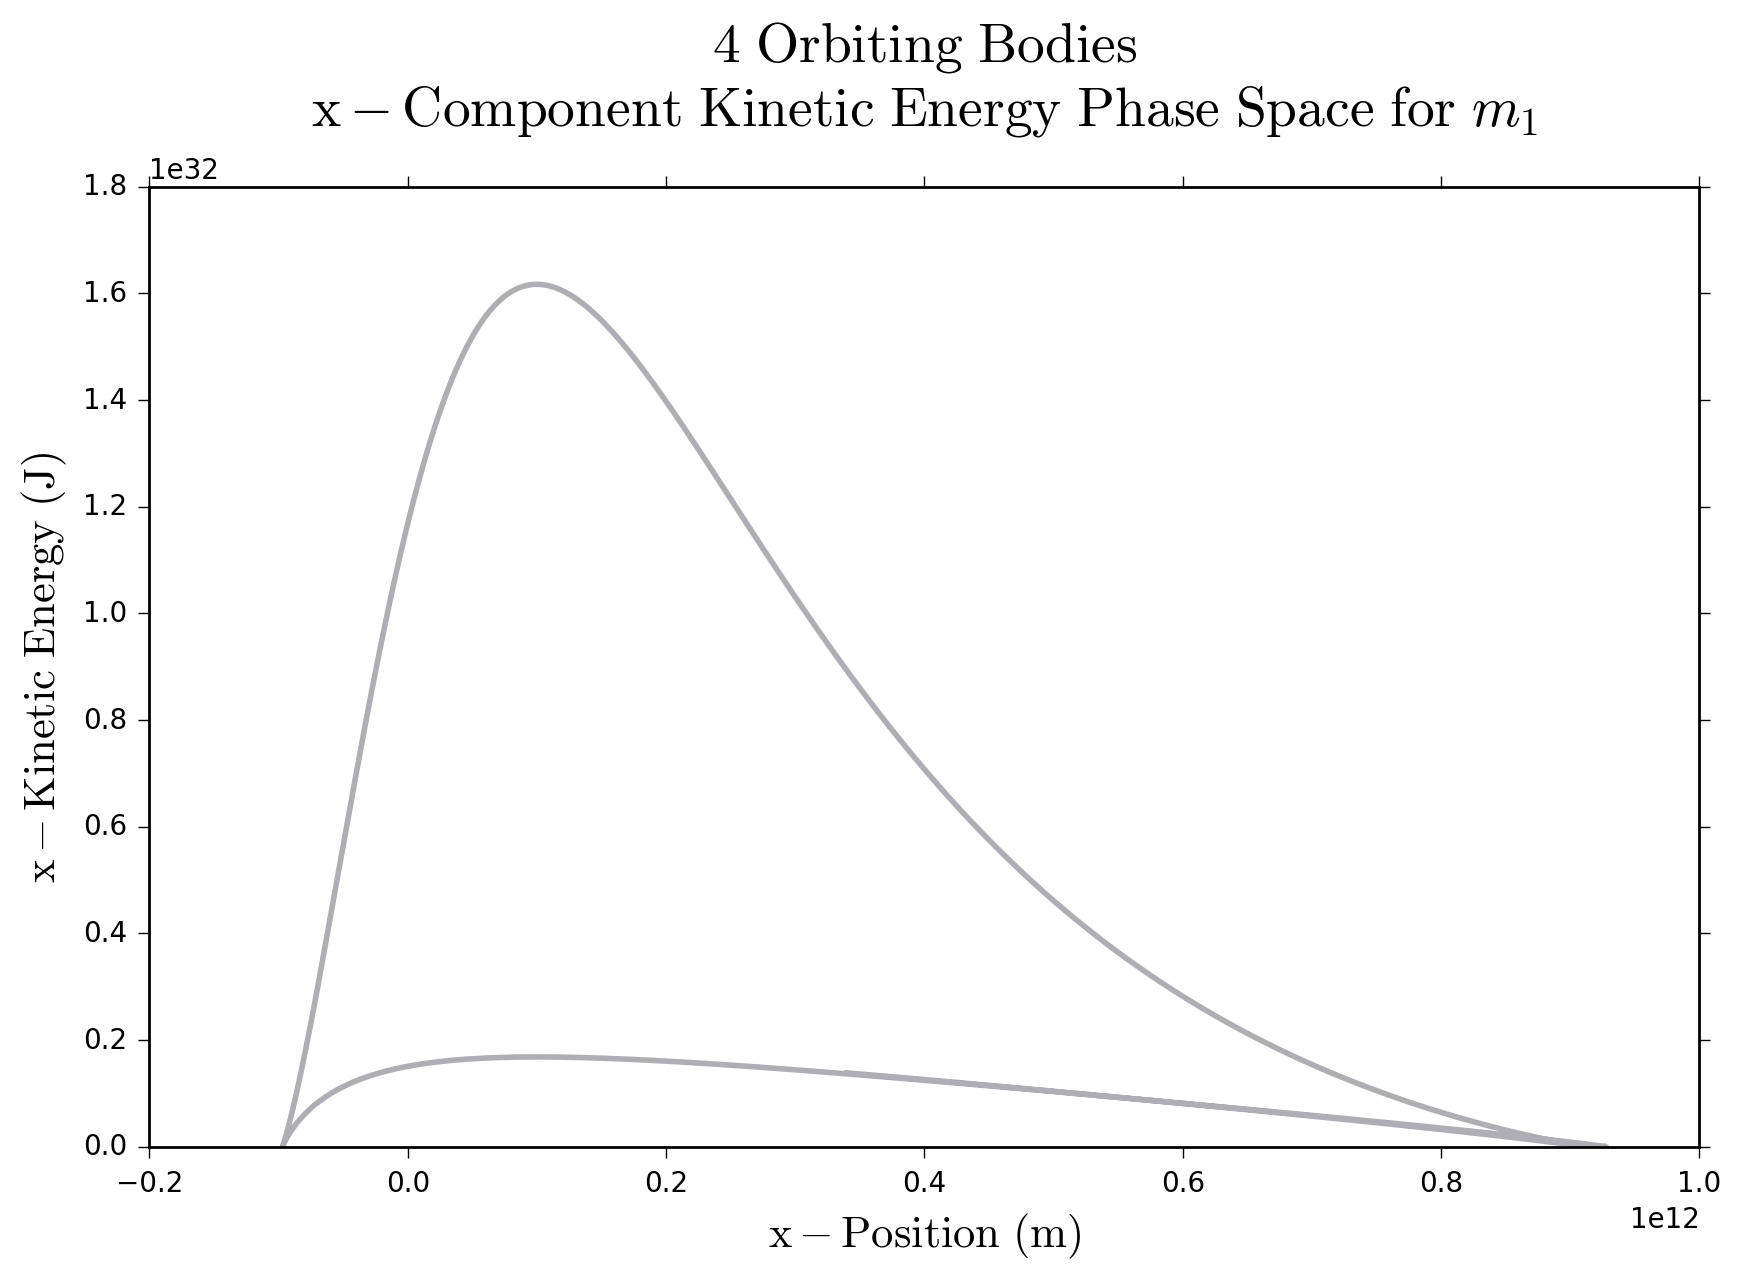 4 Orbiting Bodies
x − Component Kinetic Energy Phase Space for m₁
1e32
1.8
1.6
1.4
1.2
1.0
0.8
0.6
0.4
0.2
0.0
x − Kinetic Energy (J)
−0.2 0.0 0.2 0.4 0.6 0.8 1.0
1e12
x − Position (m)